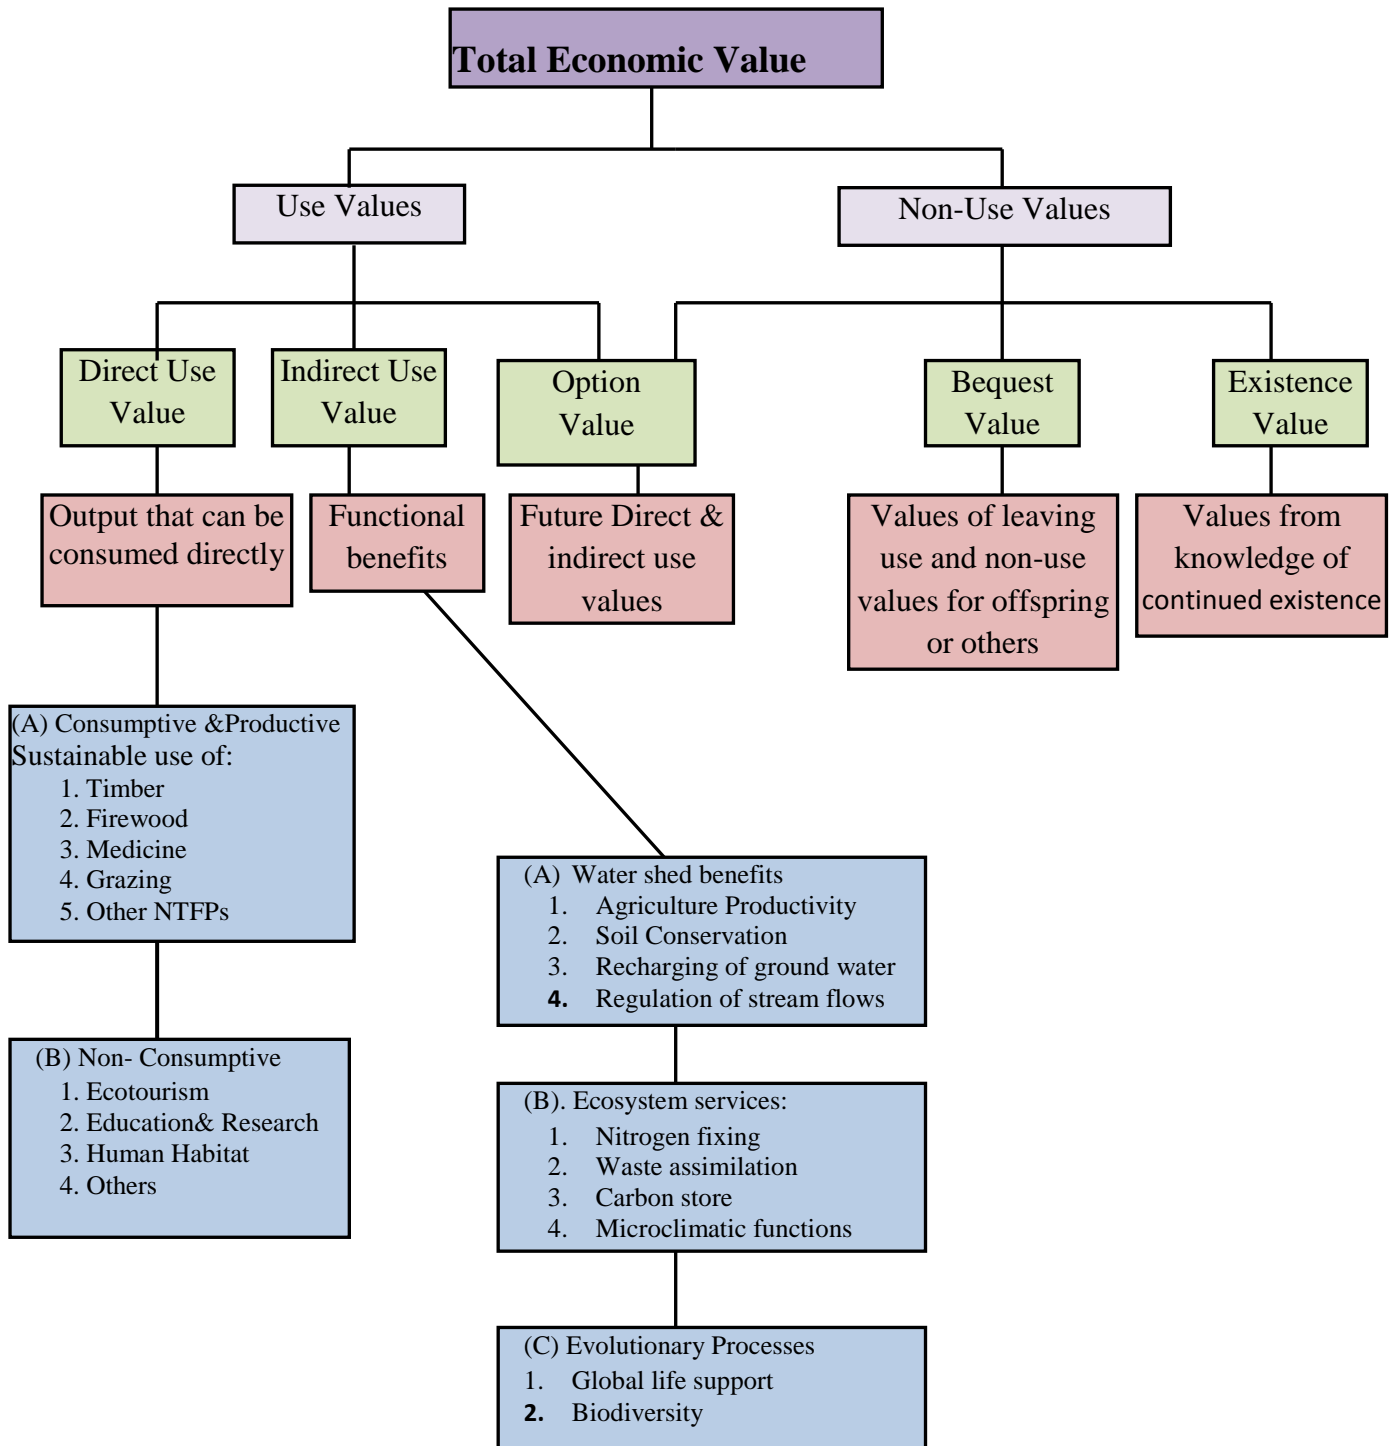 Total Economic Value
Use Values
Non-Use Values
Direct Use
Value
Indirect Use
Value
Option
Value
Bequest
Value
Existence
Value
Output that can be
consumed directly
Functional
benefits
Future Direct &
indirect use
values
Values of leaving
use and non-use
values for offspring
or others
Values from
knowledge of
continued existence
(A) Consumptive &Productive
Sustainable use of:
1. Timber
2. Firewood
3. Medicine
4. Grazing
5. Other NTFPs
(B) Non- Consumptive
1. Ecotourism
2. Education& Research
3. Human Habitat
4. Others
(A) Water shed benefits
1. Agriculture Productivity
2. Soil Conservation
3. Recharging of ground water
4. Regulation of stream flows
(B). Ecosystem services:
1. Nitrogen fixing
2. Waste assimilation
3. Carbon store
4. Microclimatic functions
(C) Evolutionary Processes
1. Global life support
2. Biodiversity